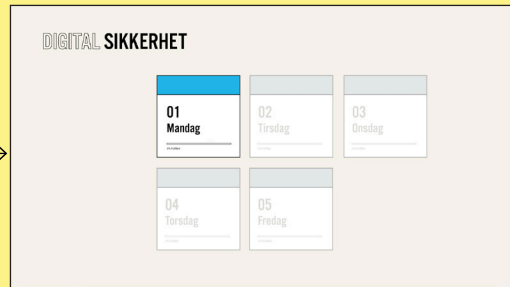 DIGITAL SIKKERHET
01
Mandag
02
Tirsdag
03
Onsdag
04
Torsdag
05
Fredag